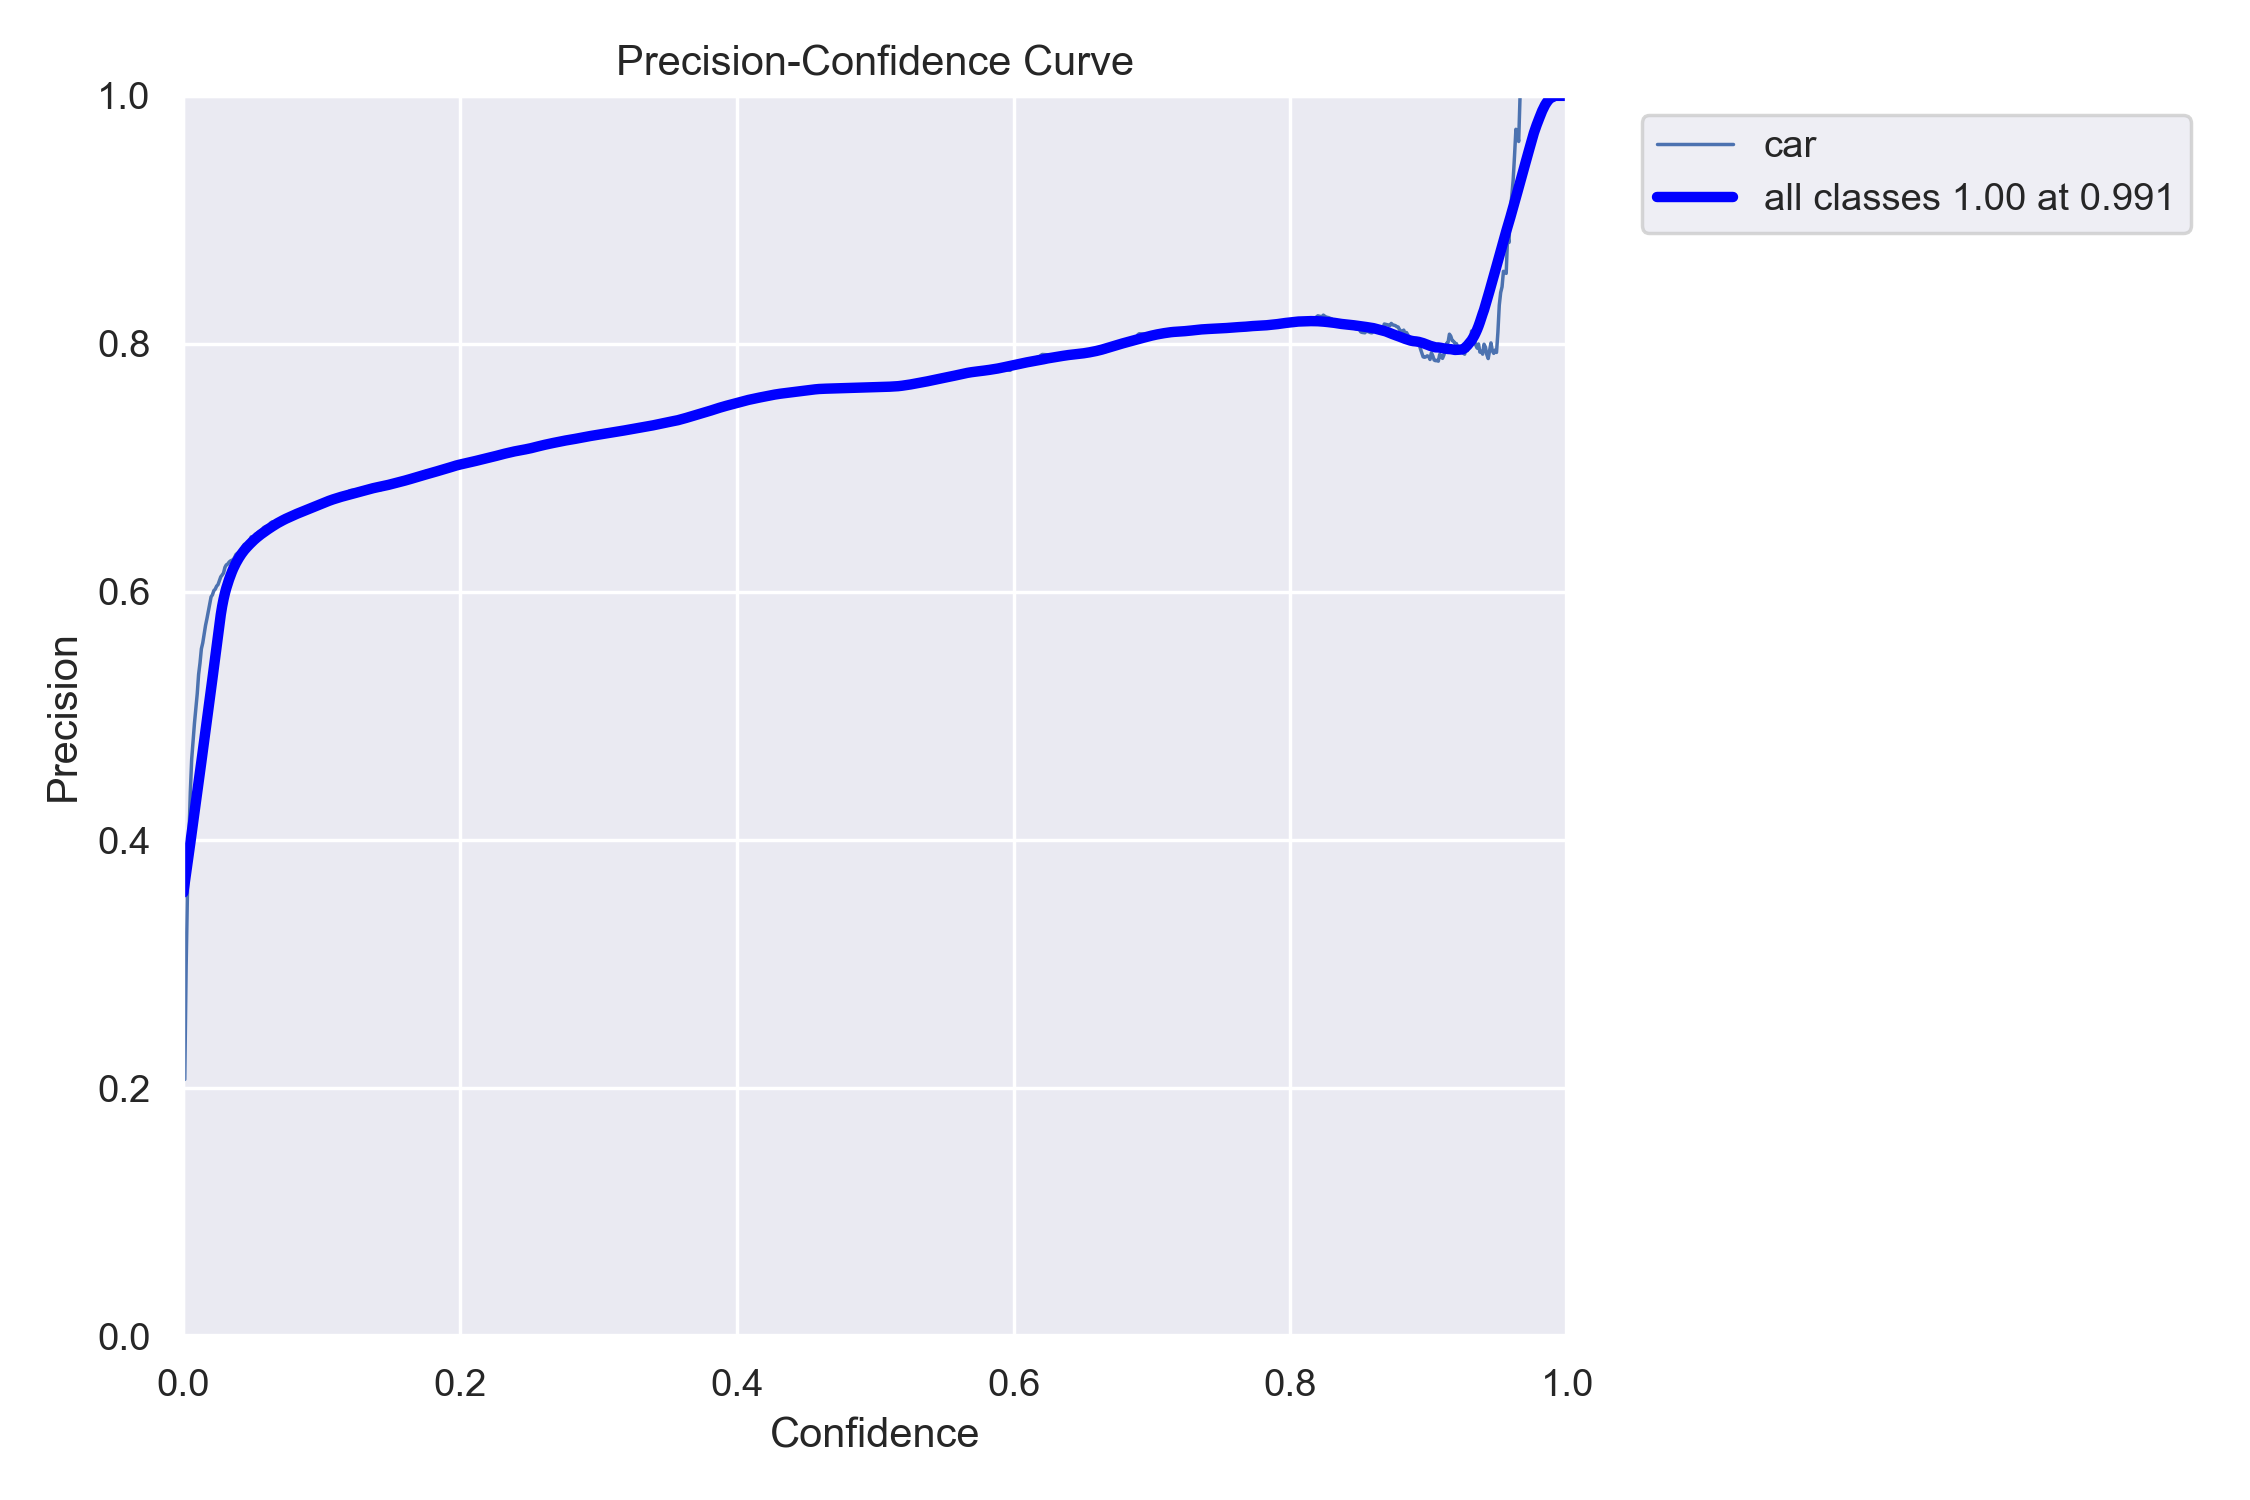 Precision-Confidence Curve
1.0
0.8
0.6
0.4
0.2
0.0
Precision
0.0 0.2 0.4 0.6 0.8 1.0
Confidence
car
all classes 1.00 at 0.991